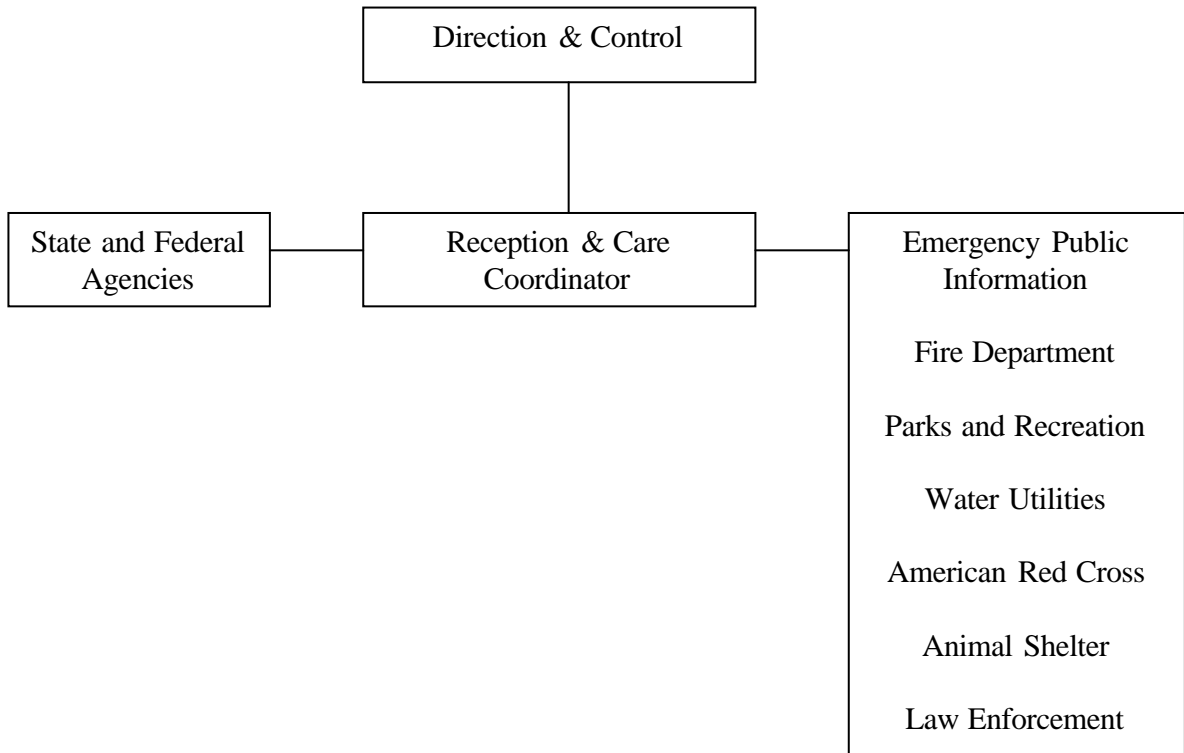 Direction & Control
State and Federal
Agencies
Reception & Care
Coordinator
Emergency Public
Information
Fire Department
Parks and Recreation
Water Utilities
American Red Cross
Animal Shelter
Law Enforcement